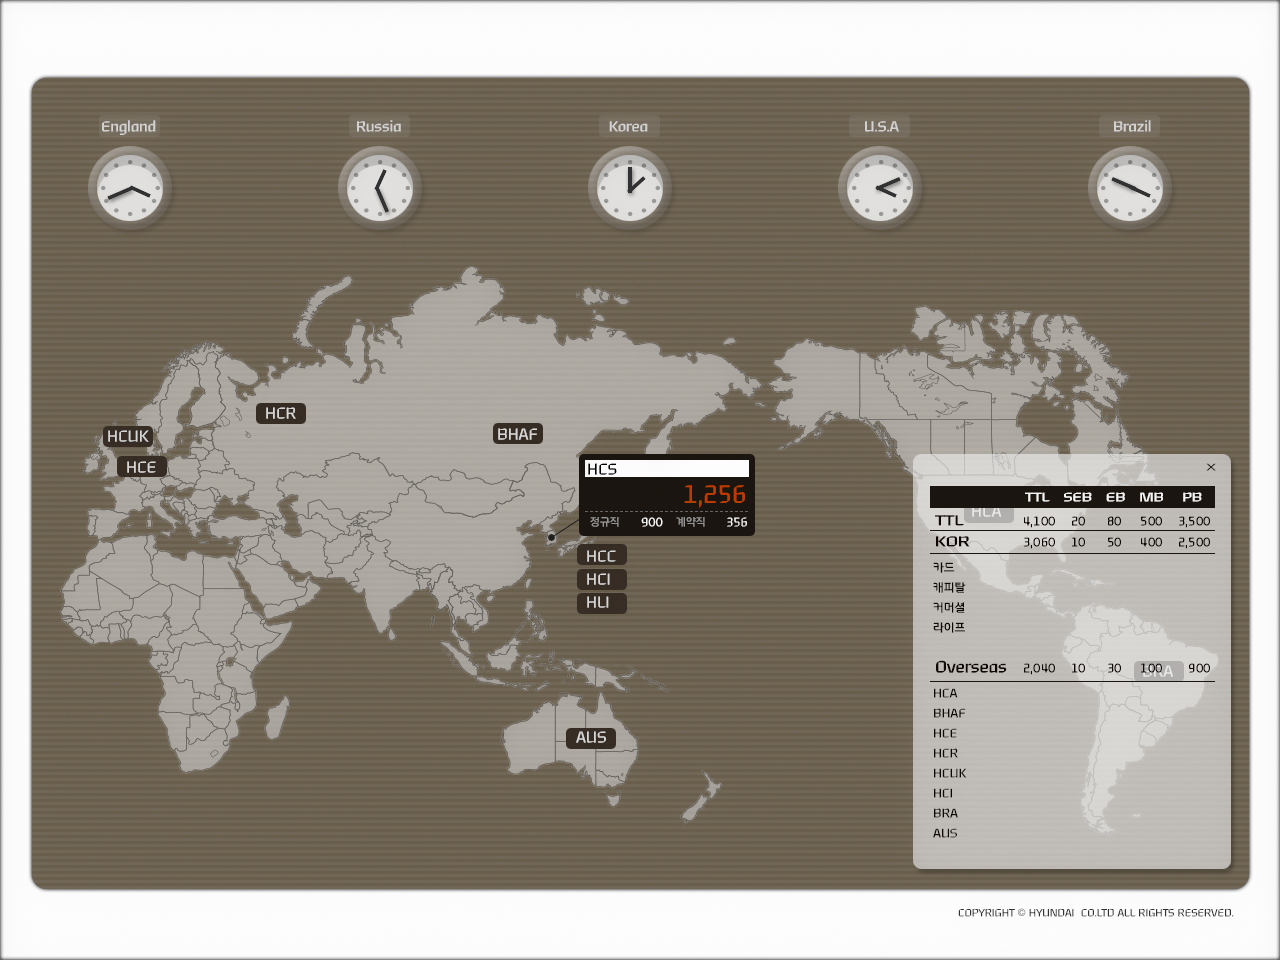 England Russia Korea U.S.A Brazil
HCR
HCUK
BHAF
HCE
HCS
1,256
정규직 900 계약직 356
HCC
HCI
HLI
AUS
×
TTL SEB EB MB PB
HCA
TTL 4,100 20 80 500 3,500
KOR 3,060 10 50 400 2,500
카드
캐피탈
커머셜
라이프
Overseas 2,040 10 30 100 900
BRA
HCA
BHAF
HCE
HCR
HCUK
HCI
BRA
AUS
COPYRIGHT © HYUNDAI CO.LTD ALL RIGHTS RESERVED.